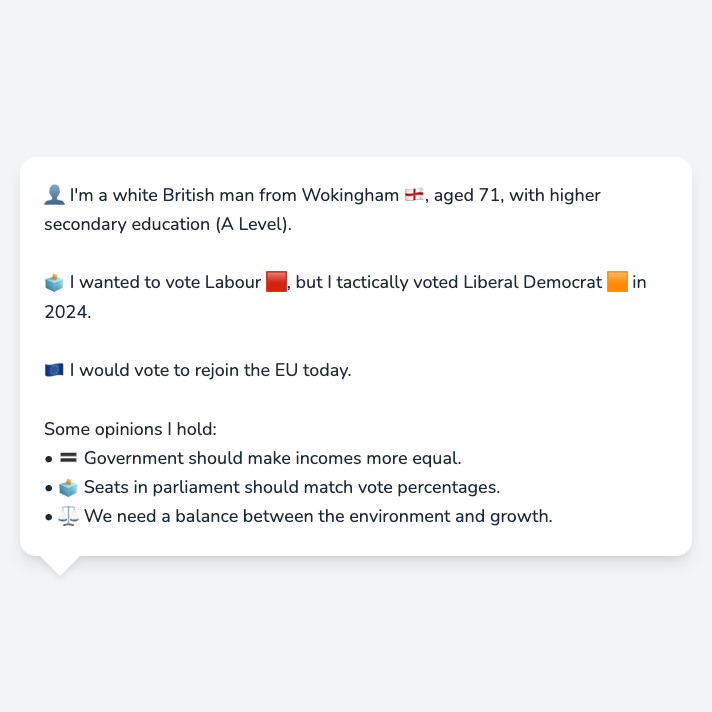 👤 I'm a white British man from Wokingham 🏴󠁧󠁢󠁥󠁮󠁧󠁿, aged 71, with higher
secondary education (A Level).
🗳️ I wanted to vote Labour 🟥, but I tactically voted Liberal Democrat 🟧 in
2024.
🇪🇺 I would vote to rejoin the EU today.
Some opinions I hold:
• 🟰 Government should make incomes more equal.
• 🗳️ Seats in parliament should match vote percentages.
• ⚖️ We need a balance between the environment and growth.